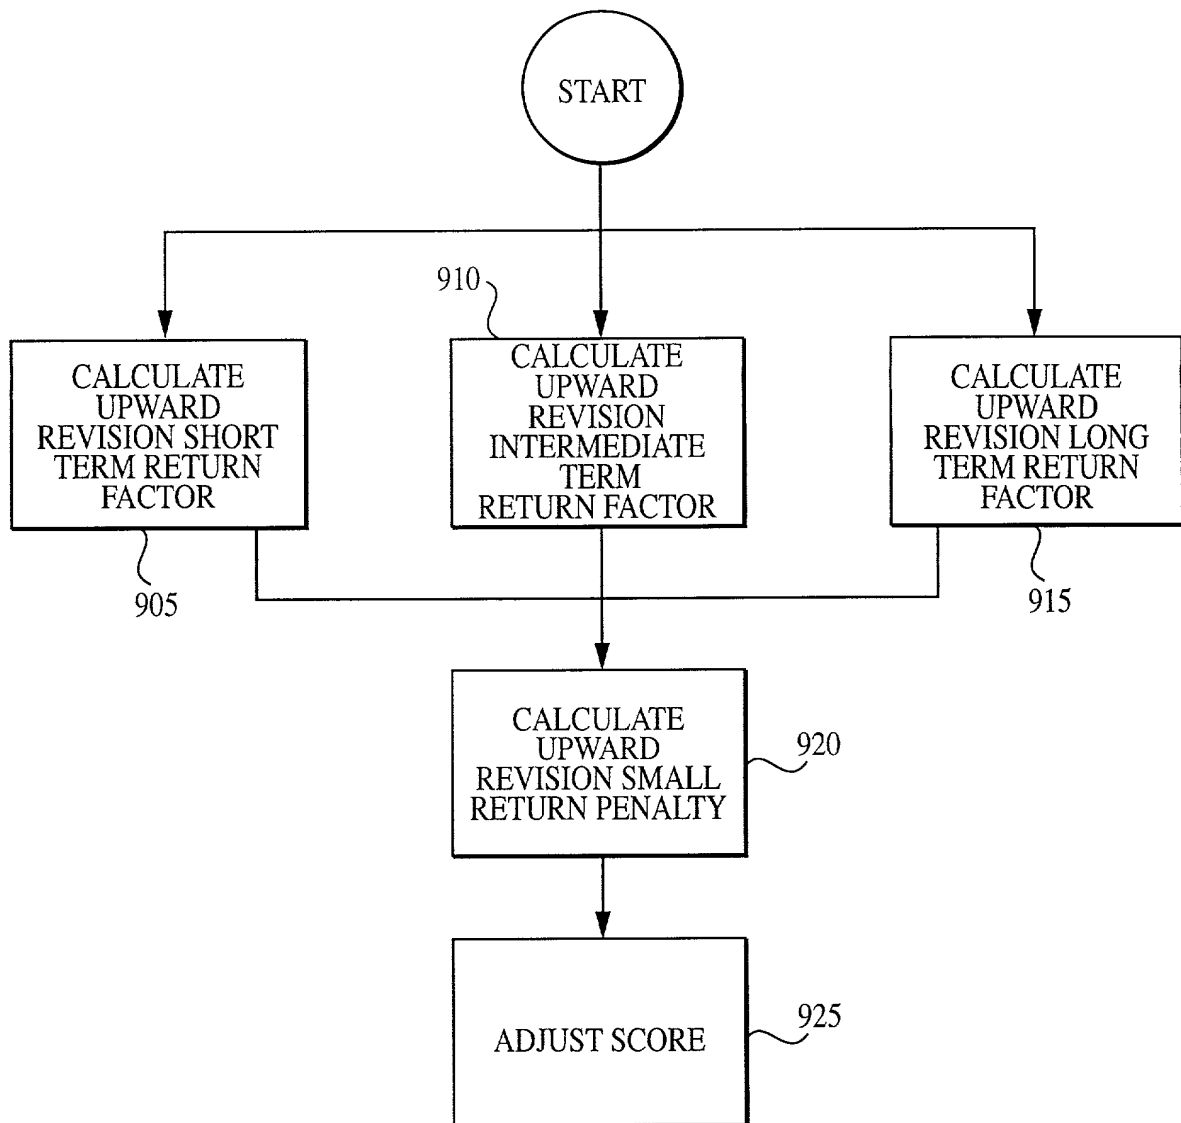 START
910
CALCULATE
UPWARD
REVISION SHORT
TERM RETURN
FACTOR
CALCULATE
UPWARD
REVISION
INTERMEDIATE
TERM
RETURN FACTOR
CALCULATE
UPWARD
REVISION LONG
TERM RETURN
FACTOR
905
915
CALCULATE
UPWARD
REVISION SMALL
RETURN PENALTY
920
ADJUST SCORE
925